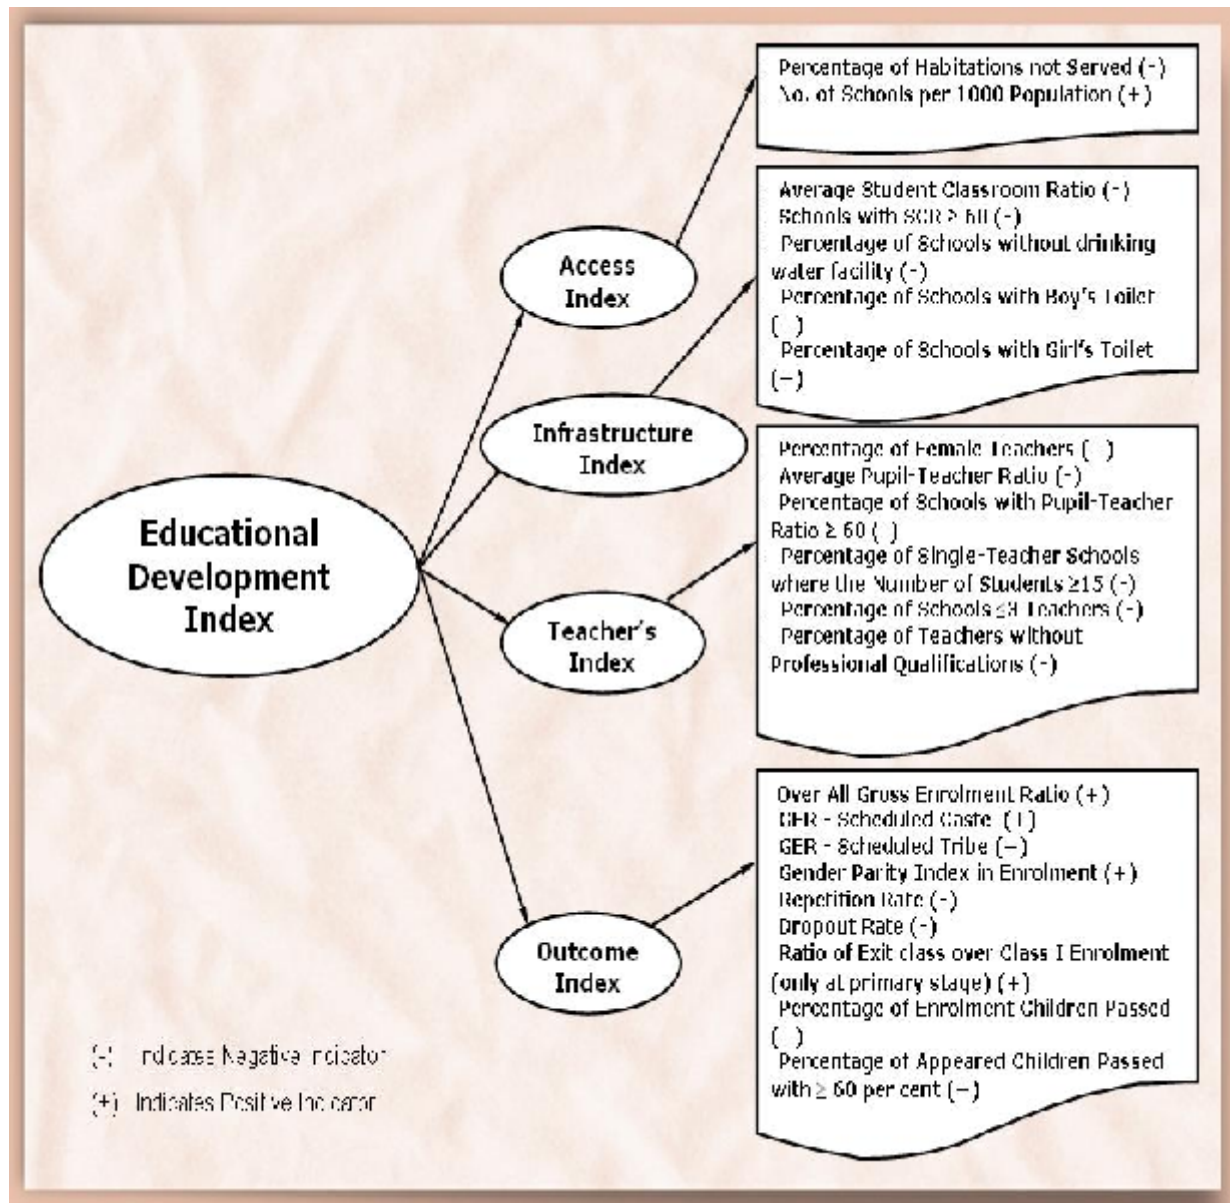 Educational
Development
Index
Access
Index
Infrastructure
Index
Teacher's
Index
Outcome
Index
Percentage of Habitations not Served (-)
No. of Schools per 1000 Population (+)
Average Student Classroom Ratio (-)
Schools with SCR ≥ 60 (-)
Percentage of Schools without drinking
water facility (-)
Percentage of Schools with Boy's Toilet
Percentage of Schools with Girl's Toilet
Percentage of Female Teachers
Average Pupil-Teacher Ratio (-)
Percentage of Schools with Pupil-Teacher
Ratio ≥ 60
Percentage of Single-Teacher Schools
where the Number of Students ≥15 (-)
Percentage of Schools ≤3 Teachers (-)
Percentage of Teachers without
Professional Qualifications (-)
Over All Gross Enrolment Ratio (+)
GER - Scheduled Caste (+)
GER - Scheduled Tribe
Gender Parity Index in Enrolment (+)
Repetition Rate (-)
Dropout Rate (-)
Ratio of Exit class over Class I Enrolment
(only at primary stage) (+)
Percentage of Enrolment Children Passed
Percentage of Appeared Children Passed
with ≥ 60 per cent
(-) Indicates Negative Indicator
(+) Indicates Positive Indicator